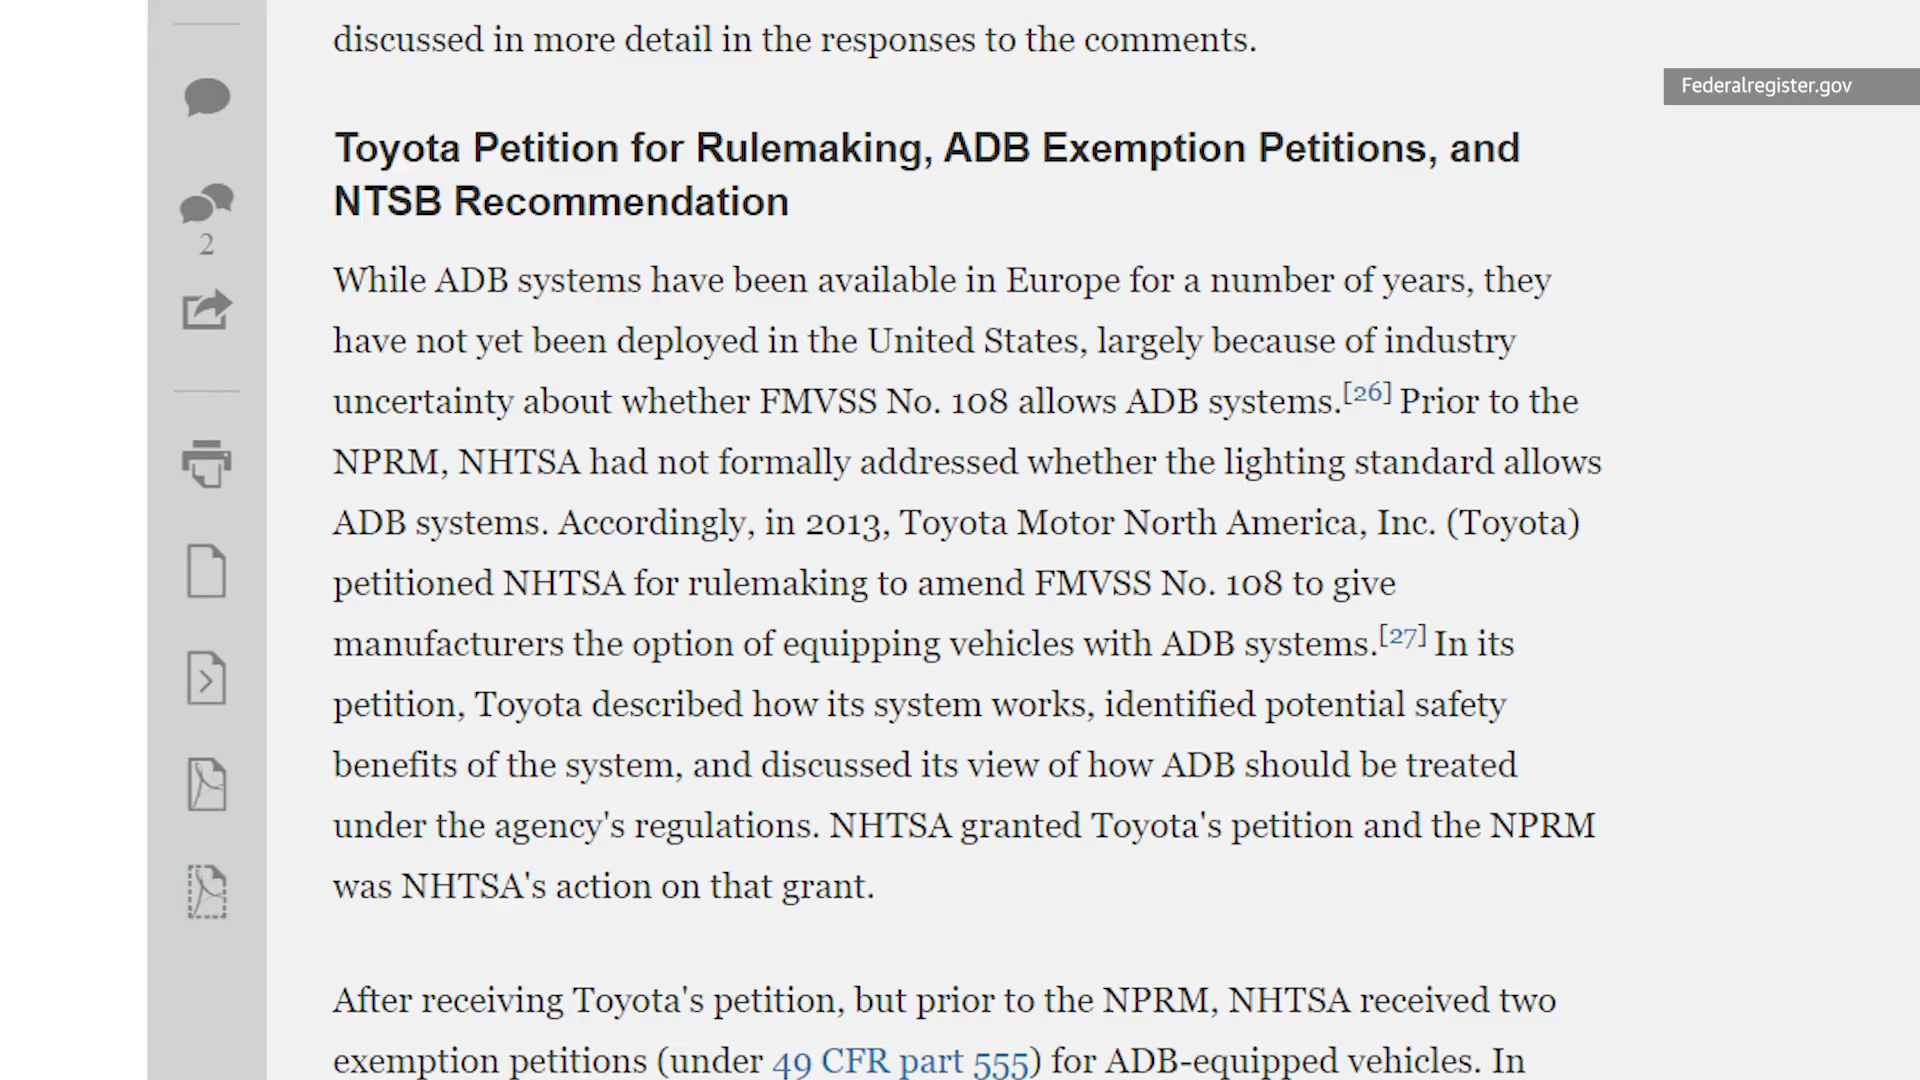 discussed in more detail in the responses to the comments.
Federalregister.gov
Toyota Petition for Rulemaking, ADB Exemption Petitions, and
NTSB Recommendation
2
While ADB systems have been available in Europe for a number of years, they
have not yet been deployed in the United States, largely because of industry
uncertainty about whether FMVSS No. 108 allows ADB systems.[26] Prior to the
NPRM, NHTSA had not formally addressed whether the lighting standard allows
ADB systems. Accordingly, in 2013, Toyota Motor North America, Inc. (Toyota)
petitioned NHTSA for rulemaking to amend FMVSS No. 108 to give
manufacturers the option of equipping vehicles with ADB systems.[27] In its
petition, Toyota described how its system works, identified potential safety
benefits of the system, and discussed its view of how ADB should be treated
under the agency's regulations. NHTSA granted Toyota's petition and the NPRM
was NHTSA's action on that grant.
After receiving Toyota's petition, but prior to the NPRM, NHTSA received two
exemption petitions (under 49 CFR part 555) for ADB-equipped vehicles. In